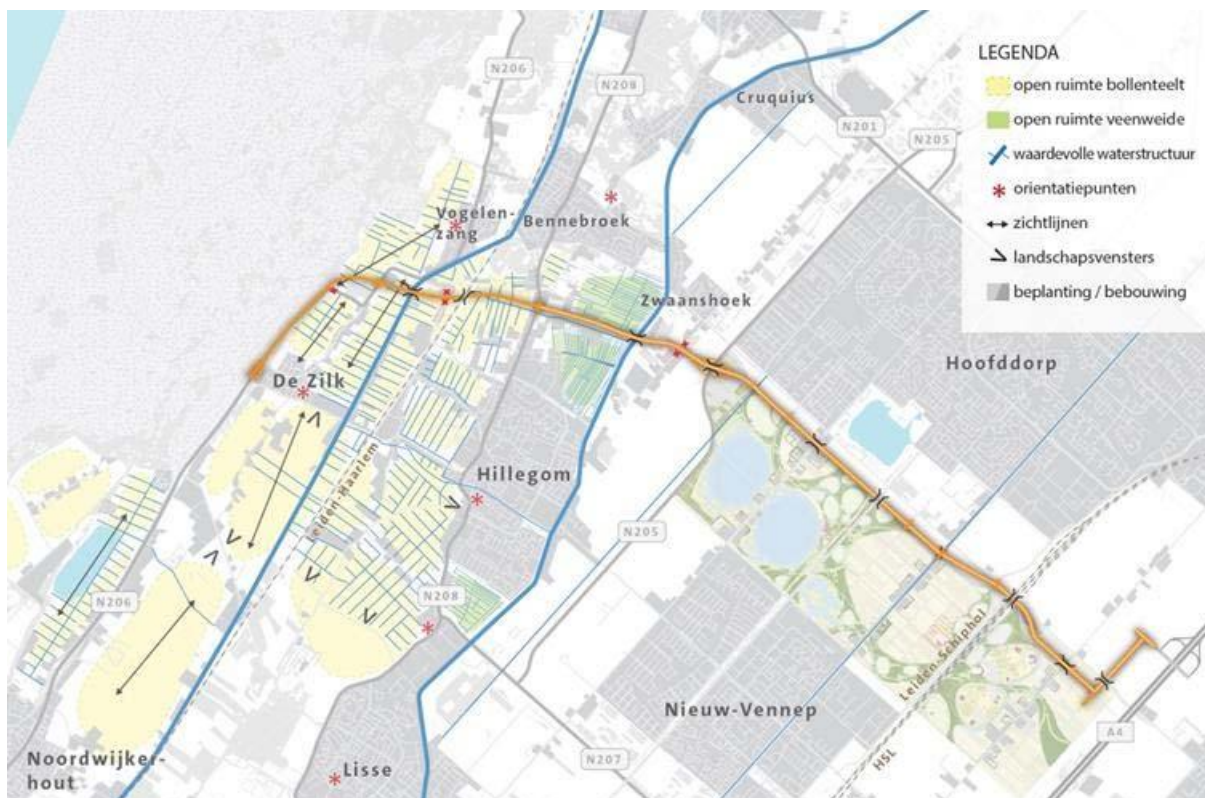 LEGENDA
open ruimte bollenteelt
open ruimte veenweide
waardevolle waterstructuur
orientatiepunten
zichtlijnen
landschapsvensters
beplanting / bebouwing
N206
N208
Cruquius
N201
N205
Vogelen-
zang
Bennebroek
Zwaanshoek
Hoofddorp
De Zilk
Leiden-Haarlem
Hillegom
N205
N206
N208
Leiden-Schiphol
Nieuw-Vennep
A4
HSL
N207
Noordwijker-
hout
Lisse